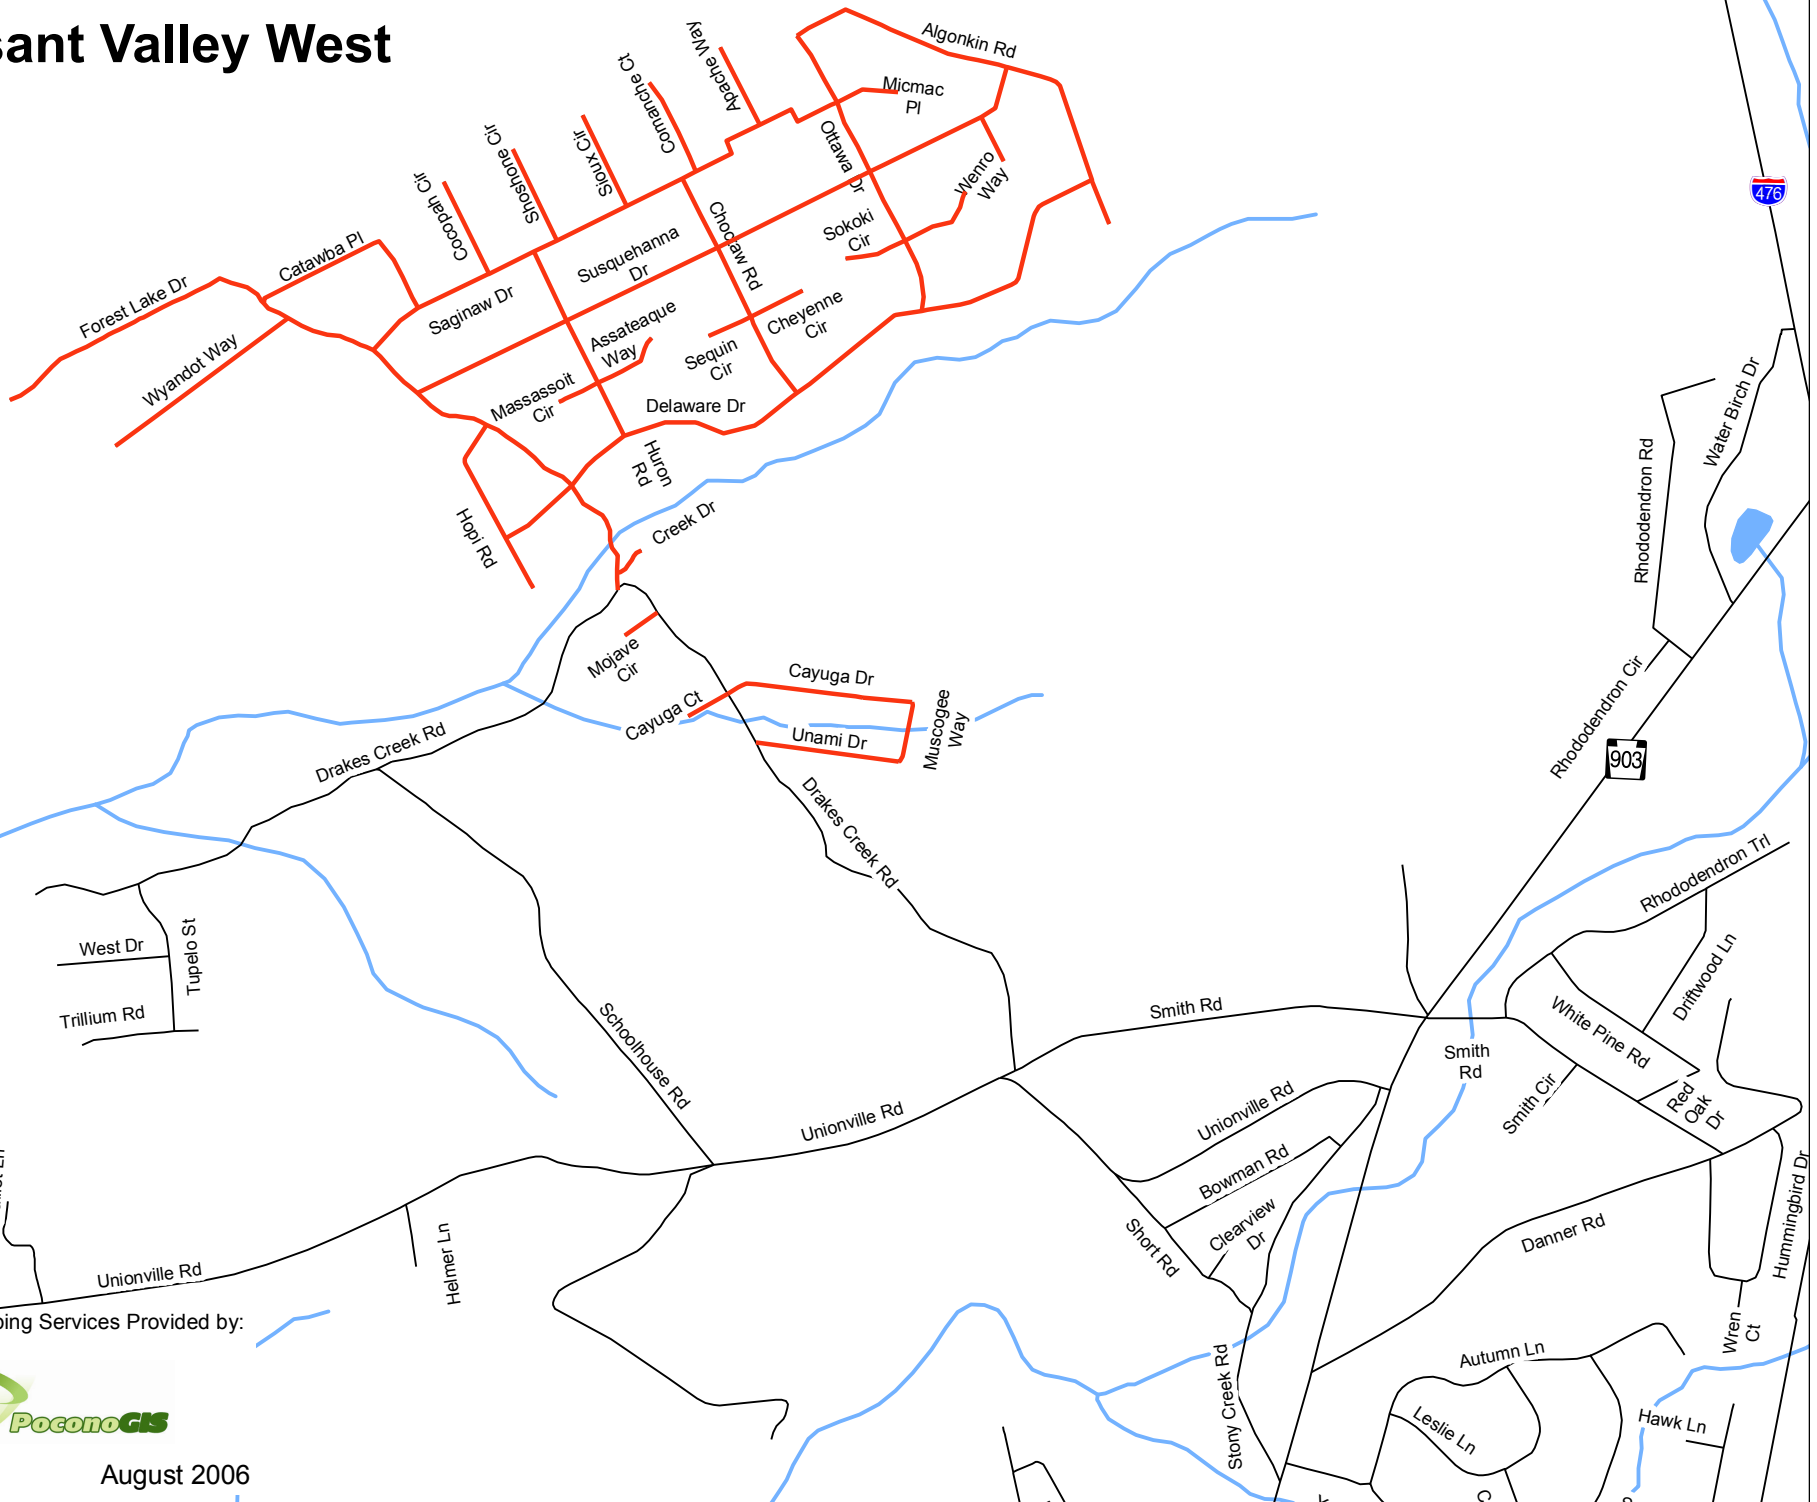 sant Valley West
Algonkin Rd
Apache Way
Comanche Ct
Micmac
Pl
Sioux Cir
Shoshone Cir
Ottawa Dr
Cocopah Cir
Wenro
Way
476
Catawba Pl
Susquehanna
Dr
Choctaw Rd
Sokoki
Cir
Forest Lake Dr
Saginaw Dr
Assateaque
Way
Cheyenne
Cir
Wyandot Way
Sequin
Cir
Massassoit
Cir
Delaware Dr
Water Birch Dr
Huron
Rd
Rhododendron Rd
Hopi Rd
Creek Dr
Mojave
Cir
Cayuga Dr
Cayuga Ct
Muscogee
Way
Unami Dr
Rhododendron Cir
903
Drakes Creek Rd
Drakes Creek Rd
Rhododendron Trl
West Dr
Tupelo St
Driftwood Ln
Trillium Rd
Smith Rd
White Pine Rd
Schoolhouse Rd
Smith
Rd
Smith Cir
Red
Oak
Dr
Unionville Rd
Unionville Rd
Bowman Rd
Clearview
Dr
Short Rd
Danner Rd
Hummingbird Dr
Helmer Ln
Unionville Rd
Wren
Ct
ping Services Provided by:
Autumn Ln
Stony Creek Rd
Leslie Ln
Hawk Ln
PoconoGIS
August 2006